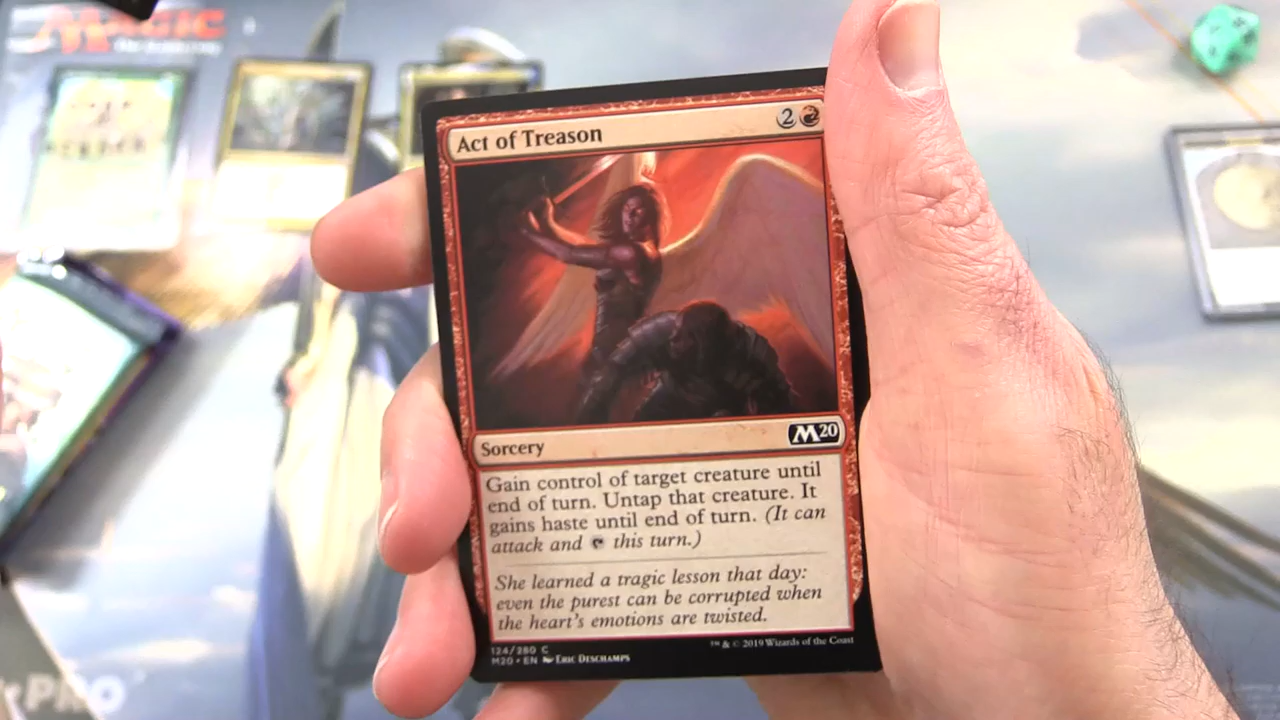 MAGIC
Act of Treason
2
Sorcery
M20
Gain control of target creature until
end of turn. Untap that creature. It
gains haste until end of turn. (It can
attack and this turn.)
She learned a tragic lesson that day:
even the purest can be corrupted when
the heart's emotions are twisted.
124/280 C
M20 • EN Eric Deschamps
™ & © 2019 Wizards of the Coast
PRO